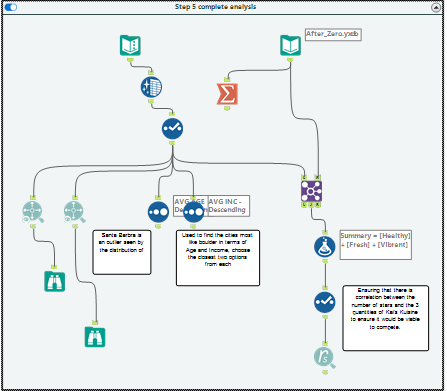 Step 5 complete analysis
After_Zero.yxdb
AVG AGE -
Descending
AVG INC -
Descending
Santa Barbra is
an outlier seen by
the distribution of
Used to find the cities most
like boulder in terms of
Age and Income, choose
the closest two options
from each
Summery = [Healthy]
+ [Fresh] + [Vibrant]
Ensuring that there is
correlation between the
number of stars and the 3
quantities of Kai's Kuisine
to ensure it would be viable
to compete.